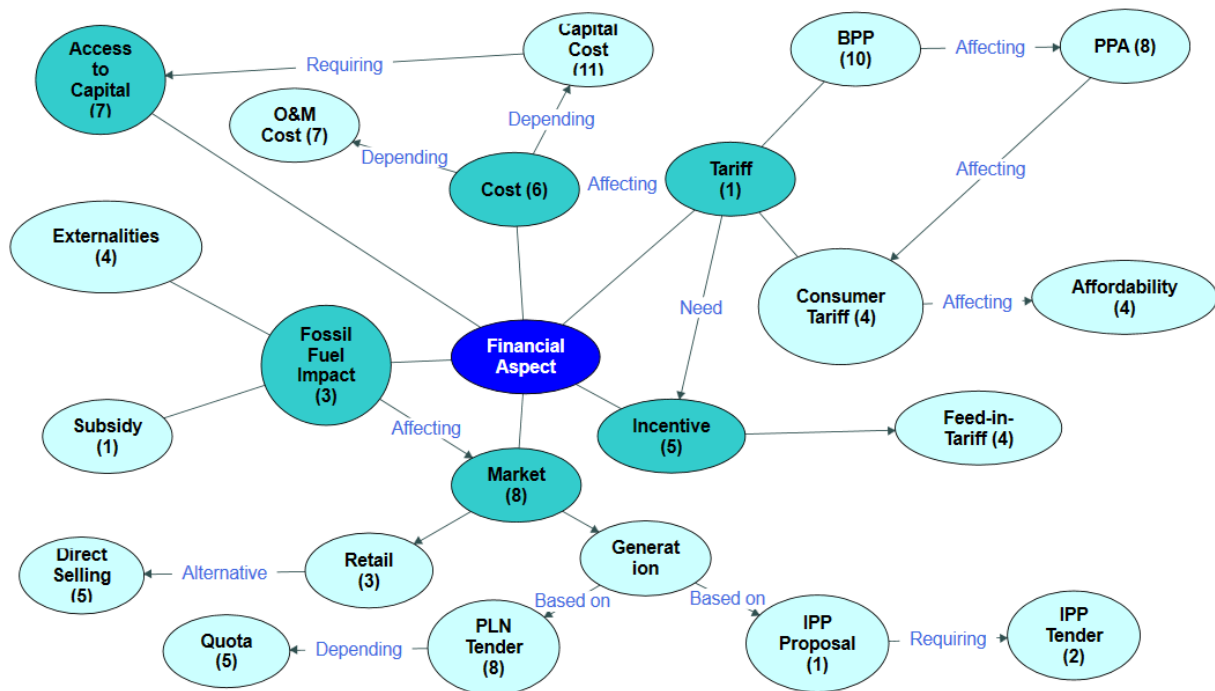 Access
to
Capital
(7)
Requiring
Capital
Cost
(11)
BPP
(10)
Affecting
PPA (8)
O&M
Cost (7)
Depending
Depending
Cost (6)
Affecting
Tariff
(1)
Affecting
Externalities
(4)
Consumer
Tariff (4)
Affecting
Affordability
(4)
Need
Fossil
Fuel
Impact
(3)
Financial
Aspect
Subsidy
(1)
Affecting
Incentive
(5)
Feed-in-
Tariff (4)
Market
(8)
Direct
Selling
(5)
Alternative
Retail
(3)
Generat
ion
Based on
Based on
Quota
(5)
Depending
PLN
Tender
(8)
IPP
Proposal
(1)
Requiring
IPP
Tender
(2)